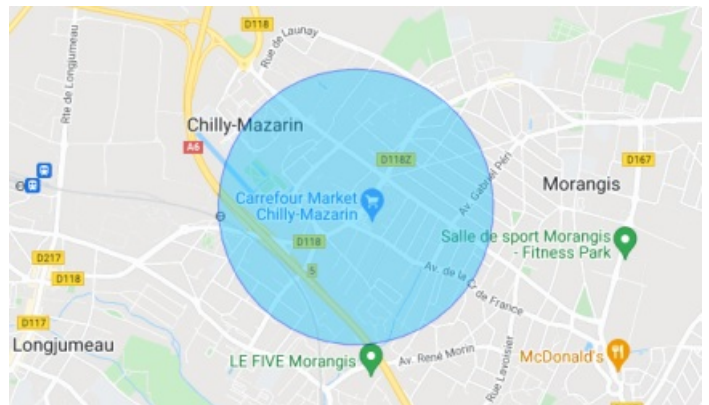 D118
Rue de Launay
Rte de Longjumeau
Chilly-Mazarin
A6
D118Z
D167
Av. Gabriel Péri
Morangis
Carrefour Market
Chilly-Mazarin
Salle de sport Morangis
- Fitness Park
D118
D217
D118
5
Av. de la Cr de France
D117
Longjumeau
LE FIVE Morangis
Av. René Morin
Rue Lavoisier
McDonald's